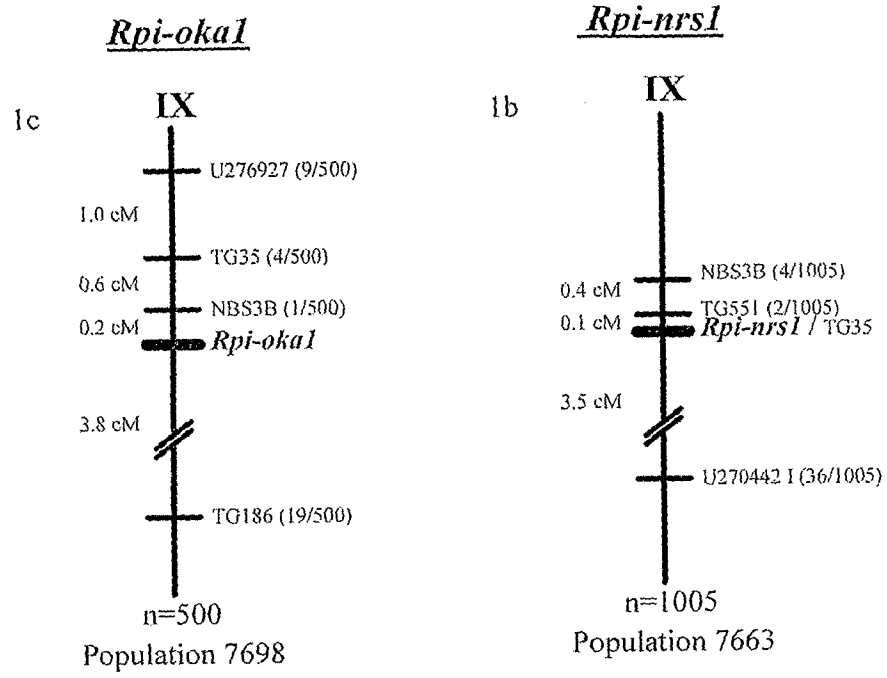 Rpi-oka1
1c
IX
U276927 (9/500)
1.0 cM
TG35 (4/500)
0.6 cM
NBS3B (1/500)
0.2 cM
Rpi-oka1
3.8 cM
TG186 (19/500)
n=500
Population 7698
Rpi-nrs1
1b
IX
NBS3B (4/1005)
0.4 cM
TG551 (2/1005)
0.1 cM
Rpi-nrs1 / TG35
3.5 cM
U270442 I (36/1005)
n=1005
Population 7663